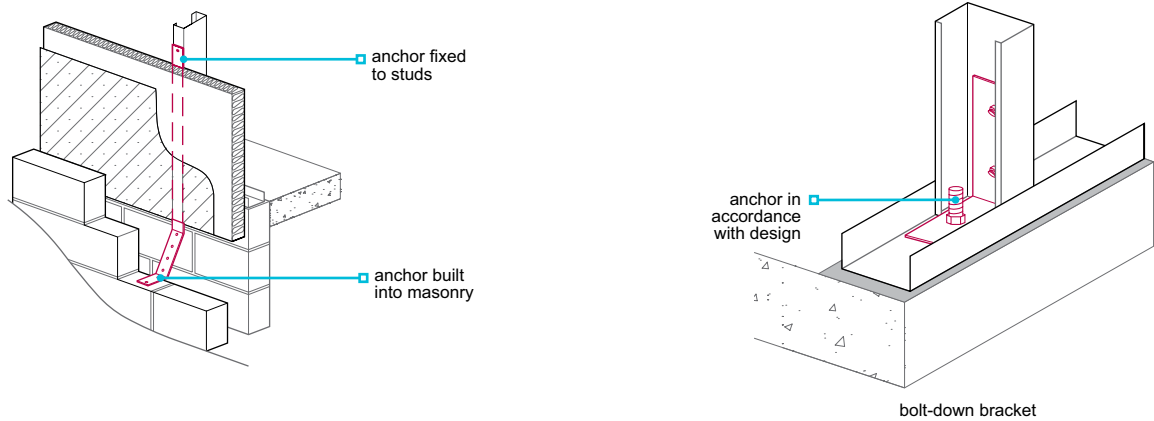 anchor fixed
to studs
anchor built
into masonry
anchor in
accordance
with design
bolt-down bracket